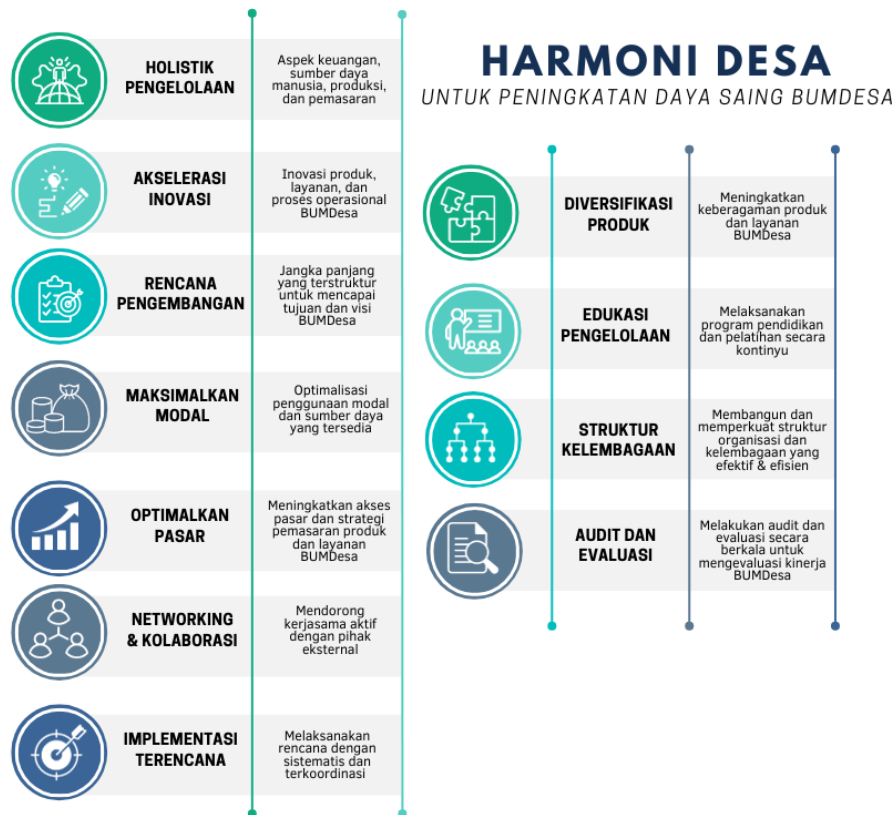 HARMONI DESA
UNTUK PENINGKATAN DAYA SAING BUMDESA
HOLISTIK
PENGELOLAAN
Aspek keuangan,
sumber daya
manusia, produksi,
dan pemasaran
AKSELERASI
INOVASI
Inovasi produk,
layanan, dan
proses operasional
BUMDesa
RENCANA
PENGEMBANGAN
Jangka panjang
yang terstruktur
untuk mencapai
tujuan dan visi
BUMDesa
MAKSIMALKAN
MODAL
Optimalisasi
penggunaan modal
dan sumber daya
yang tersedia
OPTIMALKAN
PASAR
Meningkatkan akses
pasar dan strategi
pemasaran produk
dan layanan
BUMDesa
NETWORKING
& KOLABORASI
Mendorong
kerjasama aktif
dengan pihak
eksternal
IMPLEMENTASI
TERENCANA
Melaksanakan
rencana dengan
sistematis dan
terkoordinasi
DIVERSIFIKASI
PRODUK
Meningkatkan
keberagaman produk
dan layanan
BUMDesa
EDUKASI
PENGELOLAAN
Melaksanakan
program pendidikan
dan pelatihan secara
kontinyu
STRUKTUR
KELEMBAGAAN
Membangun dan
memperkuat struktur
organisasi dan
kelembagaan yang
efektif & efisien
AUDIT DAN
EVALUASI
Melakukan audit dan
evaluasi secara
berkala untuk
mengevaluasi kinerja
BUMDesa